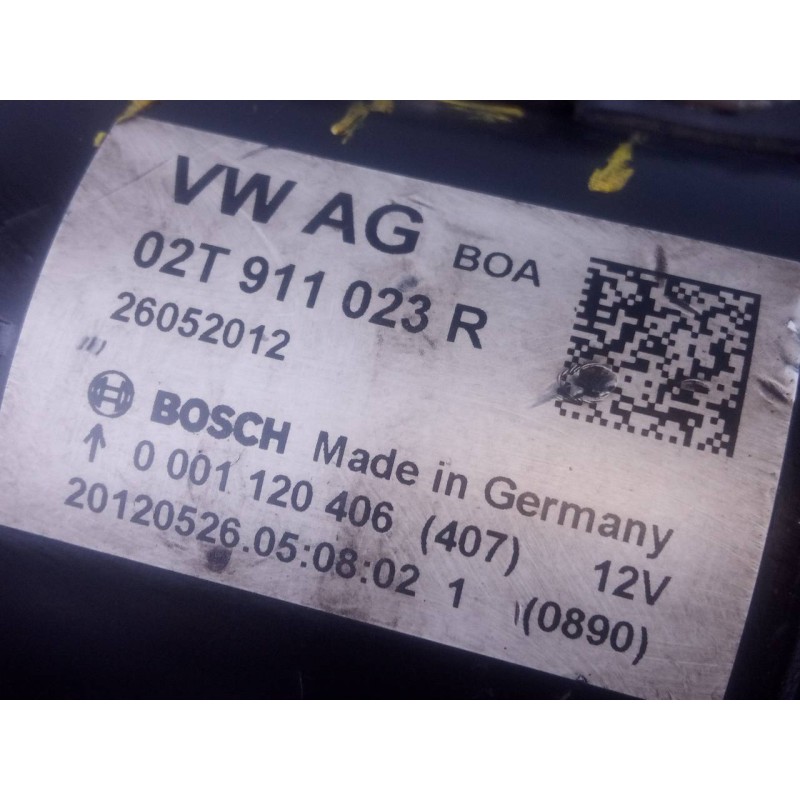 VW AG BOA
02T 911 023 R
26052012
BOSCH Made in Germany
↑ 0 001 120 406 (407) 12V
20120526.05:08:02 1 (0890)